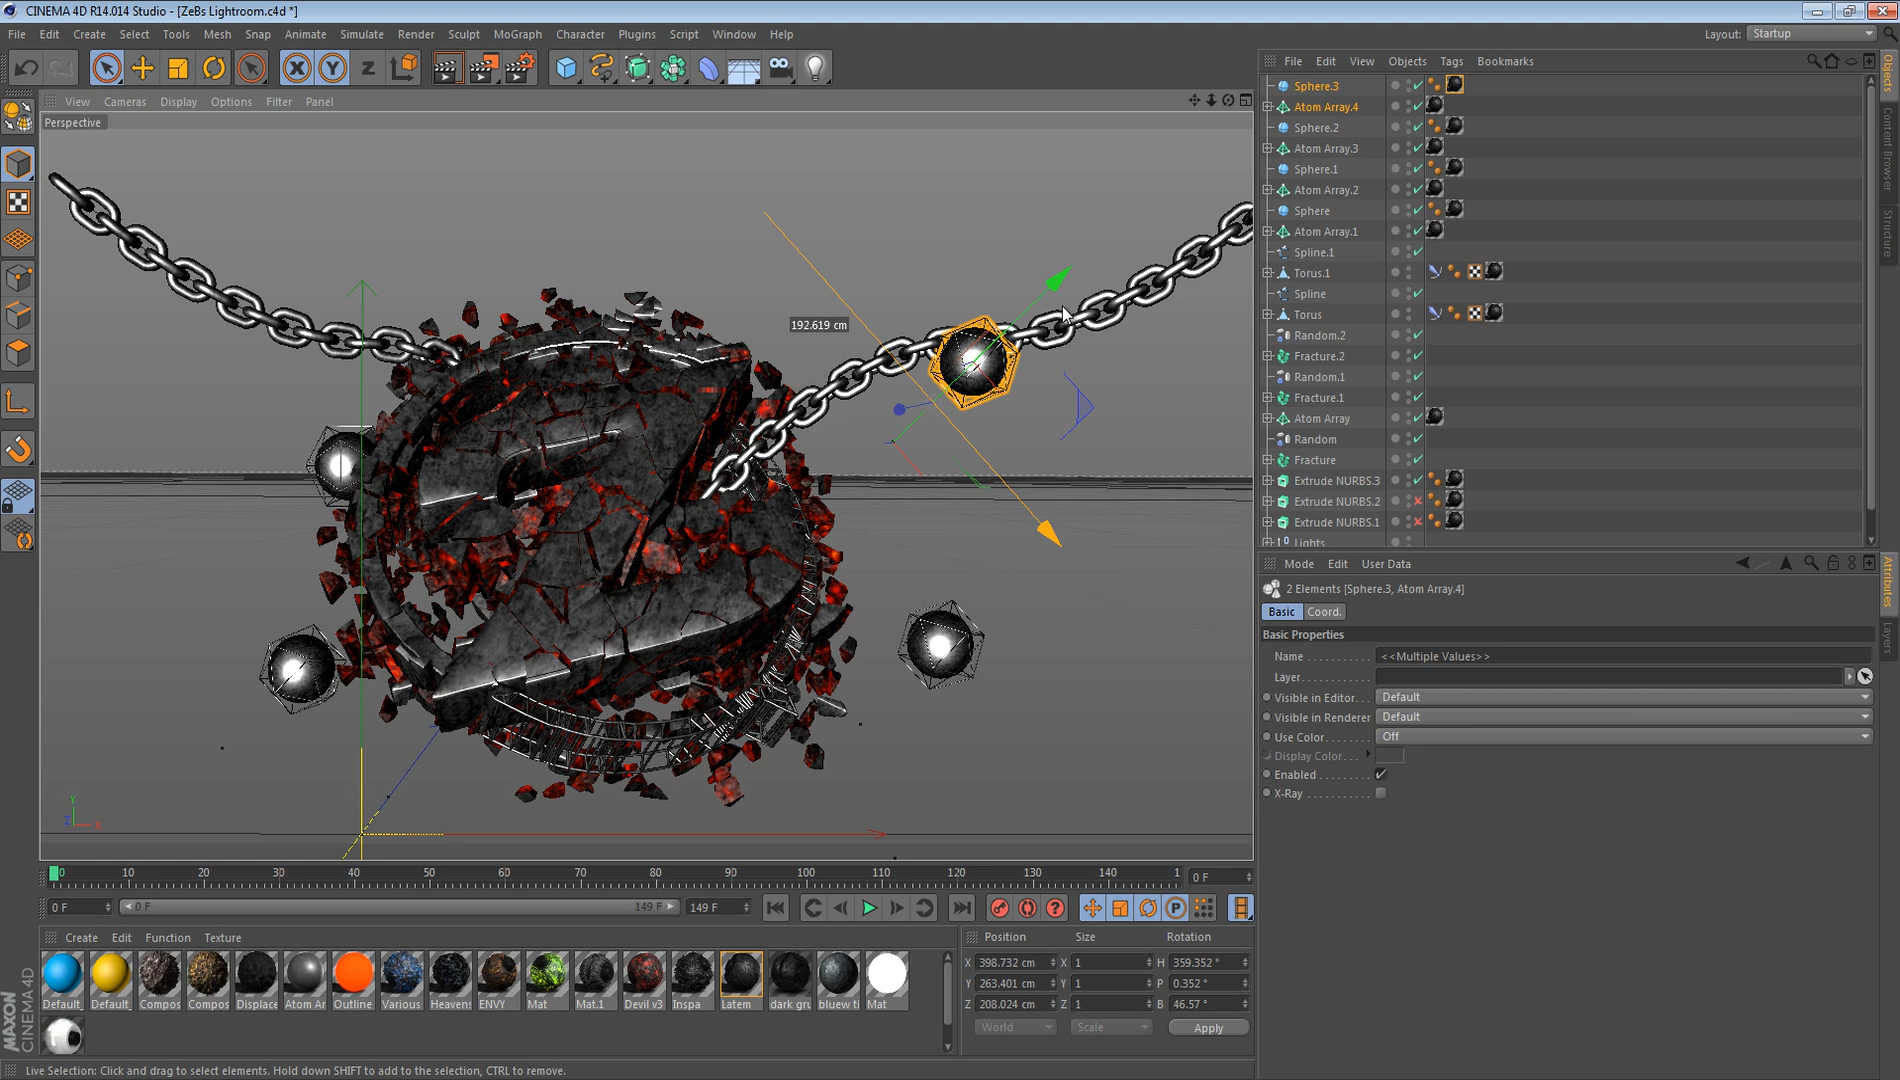 CINEMA 4D R14.014 Studio - [ZeBs Lightroom.c4d *]
File Edit Create Select Tools Mesh Snap Animate Simulate Render Sculpt MoGraph Character Plugins Script Window Help
Layout: Startup
X Y Z
View Cameras Display Options Filter Panel
Perspective
192.619 cm
Y
Z X
File Edit View Objects Tags Bookmarks
Sphere.3
Atom Array.4
Sphere.2
Atom Array.3
Sphere.1
Atom Array.2
Sphere
Atom Array.1
Spline.1
Torus.1
Spline
Torus
Random.2
Fracture.2
Random.1
Fracture.1
Atom Array
Random
Fracture
Extrude NURBS.3
Extrude NURBS.2
Extrude NURBS.1
Lights
Objects
Content Browser
Structure
Mode Edit User Data
2 Elements [Sphere.3, Atom Array.4]
Basic Coord.
Basic Properties
Name <<Multiple Values>>
Layer
Visible in Editor Default
Visible in Renderer Default
Use Color Off
Display Color
Enabled
X-Ray
Attributes
Layers
0 10 20 30 40 50 60 70 80 90 100 110 120 130 140 1
0 F
0 F 0 F 149 F 149 F
P
Create Edit Function Texture
Default Default Compos Compos Displace Atom Ar Outline Various Heavens ENVY Mat Mat.1 Devil v3 Inspa Latem dark gru bluew ti Mat
Position Size Rotation
X 398.732 cm X 1 H 359.352 °
Y 263.401 cm Y 1 P 0.352 °
Z 208.024 cm Z 1 B 46.57 °
World Scale Apply
MAXON
CINEMA 4D
Live Selection: Click and drag to select elements. Hold down SHIFT to add to the selection, CTRL to remove.